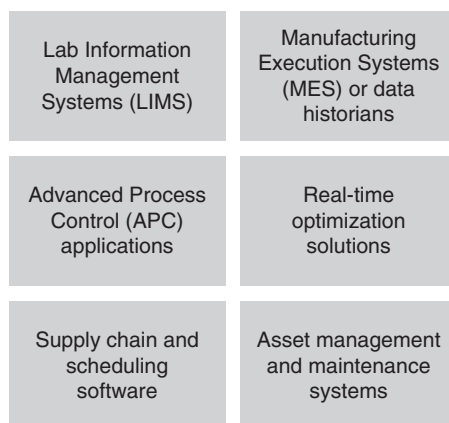 Lab Information
Management
Systems (LIMS)
Manufacturing
Execution Systems
(MES) or data
historians
Advanced Process
Control (APC)
applications
Real-time
optimization
solutions
Supply chain and
scheduling
software
Asset management
and maintenance
systems